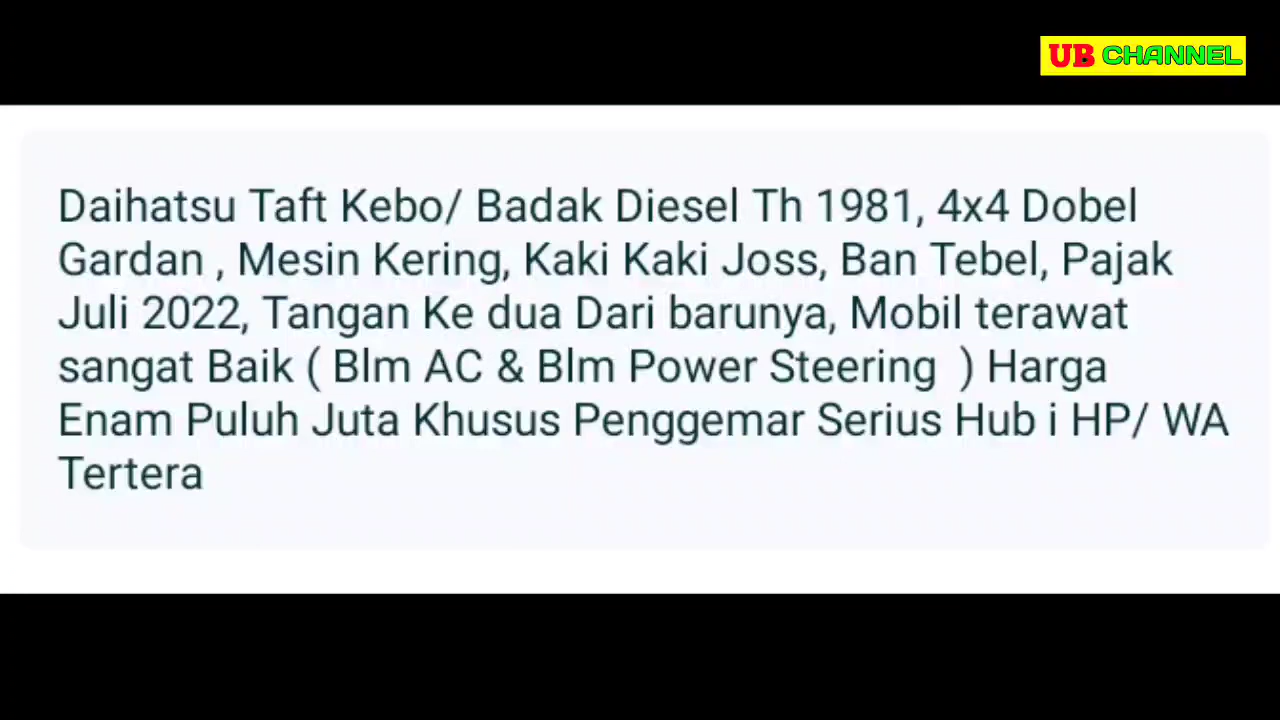 UB CHANNEL
Daihatsu Taft Kebo/ Badak Diesel Th 1981, 4x4 Dobel
Gardan , Mesin Kering, Kaki Kaki Joss, Ban Tebel, Pajak
Juli 2022, Tangan Ke dua Dari barunya, Mobil terawat
sangat Baik ( Blm AC & Blm Power Steering  ) Harga
Enam Puluh Juta Khusus Penggemar Serius Hub i HP/ WA
Tertera